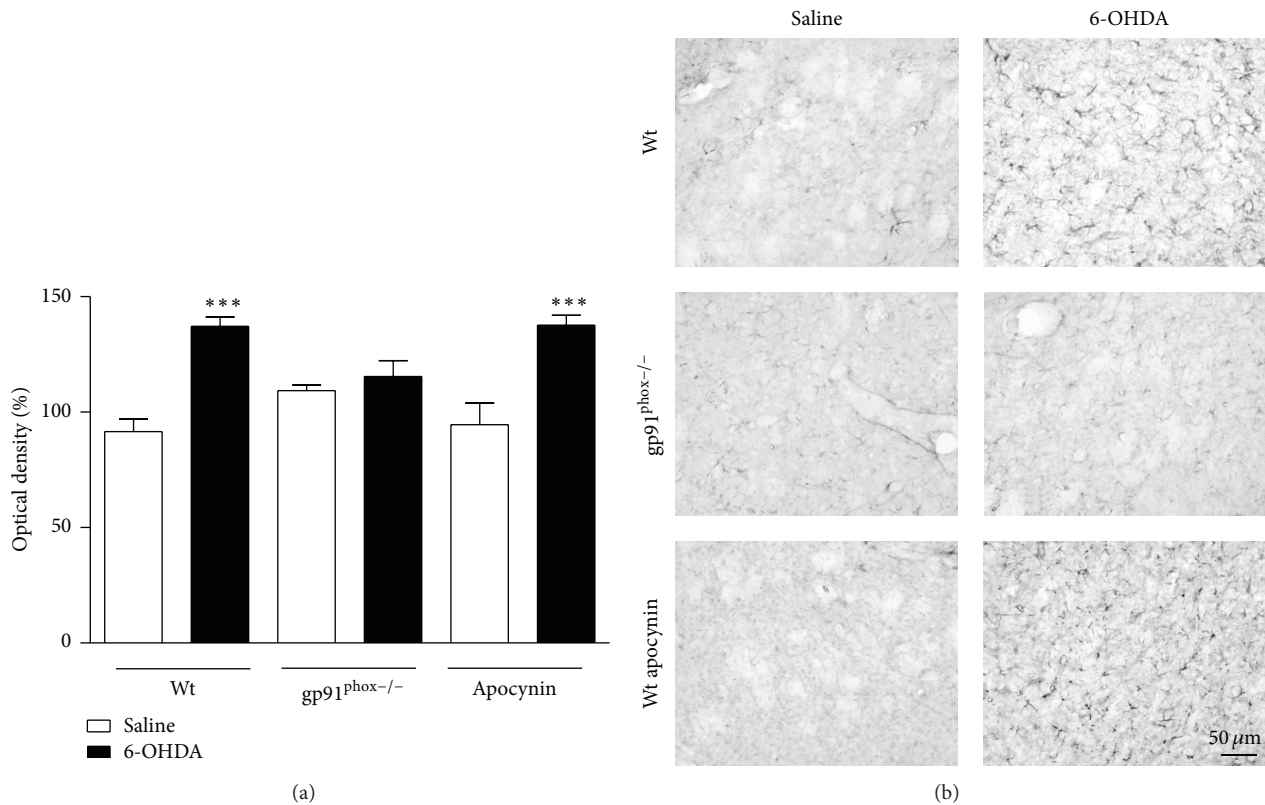 Saline
6-OHDA
Wt
gp91phox−/−
Wt apocynin
50 μm
(b)
150
100
50
0
Optical density (%)
***
***
Wt
gp91phox−/−
Apocynin
Saline
6-OHDA
(a)